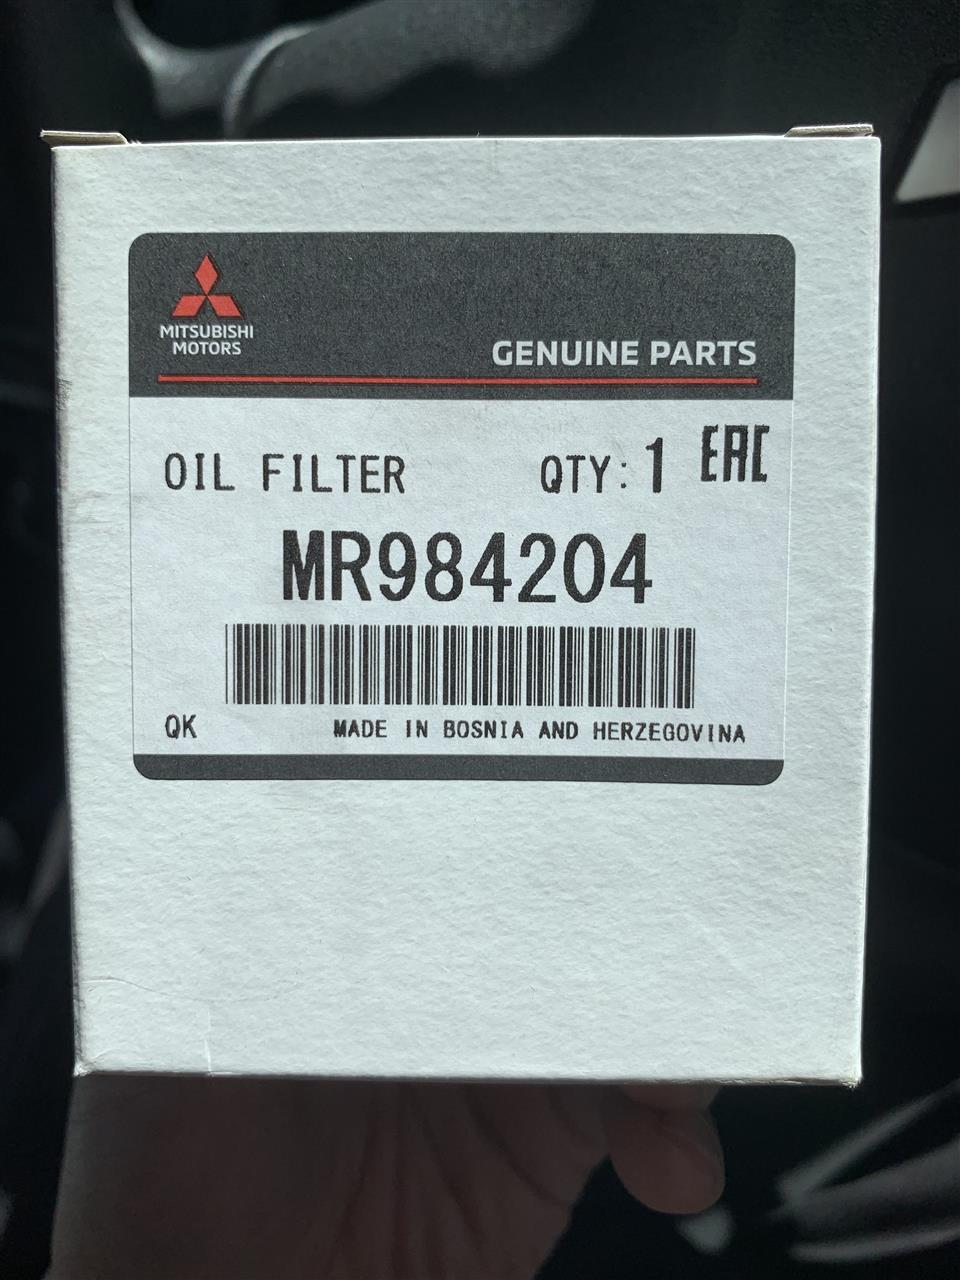 MITSUBISHI
MOTORS
GENUINE PARTS
OIL FILTER QTY: 1 EAC
MR984204
QK MADE IN BOSNIA AND HERZEGOVINA